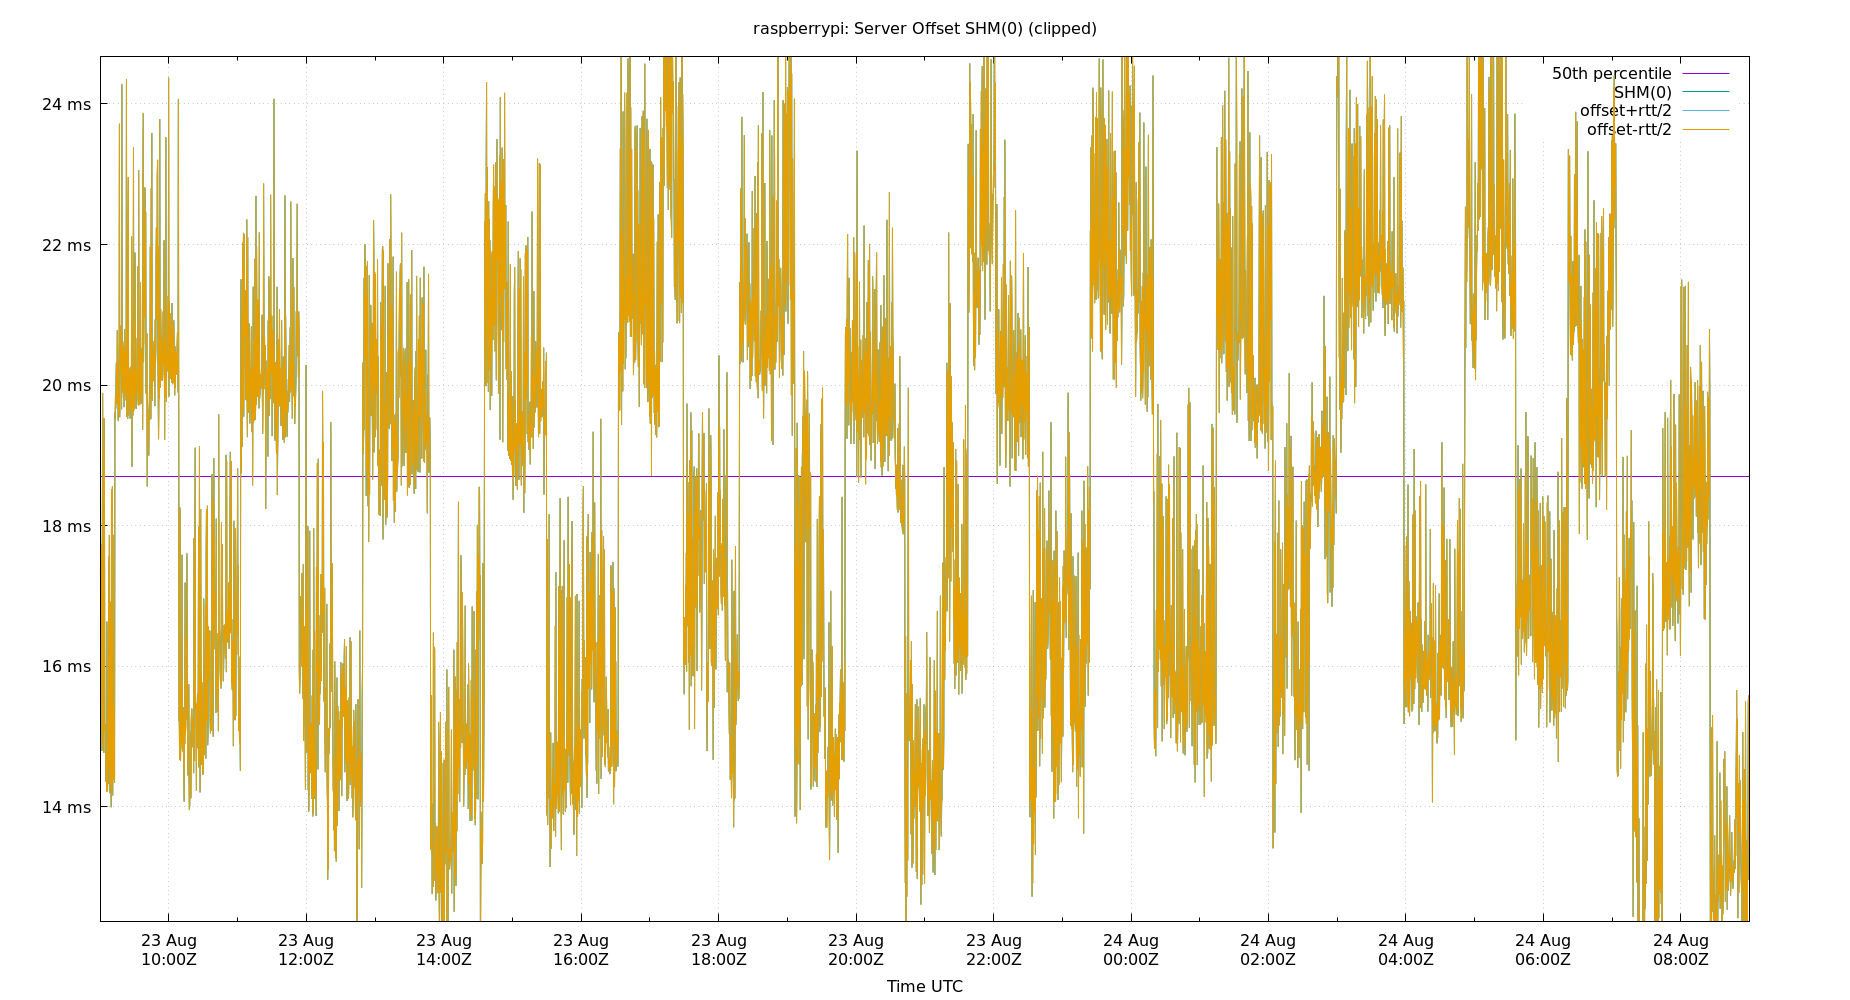 raspberrypi: Server Offset SHM(0) (clipped)
50th percentile
SHM(0)
offset+rtt/2
offset-rtt/2
24 ms
22 ms
20 ms
18 ms
16 ms
14 ms
23 Aug 23 Aug 23 Aug 23 Aug 23 Aug 23 Aug 23 Aug 24 Aug 24 Aug 24 Aug 24 Aug 24 Aug
10:00Z 12:00Z 14:00Z 16:00Z 18:00Z 20:00Z 22:00Z 00:00Z 02:00Z 04:00Z 06:00Z 08:00Z
Time UTC